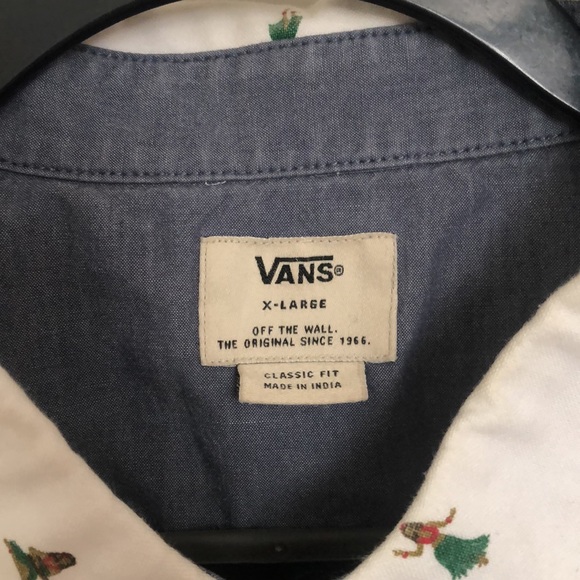 VANS®
X-LARGE
OFF THE WALL.
THE ORIGINAL SINCE 1966.
CLASSIC FIT
MADE IN INDIA